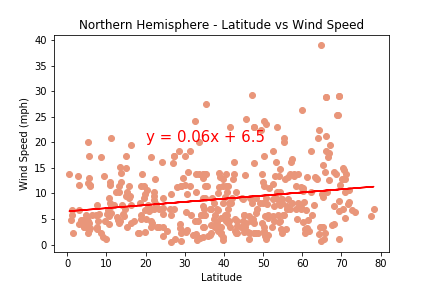 Northern Hemisphere - Latitude vs Wind Speed
40
35
30
25
20
15
10
5
0
Wind Speed (mph)
y = 0.06x + 6.5
0 10 20 30 40 50 60 70 80
Latitude